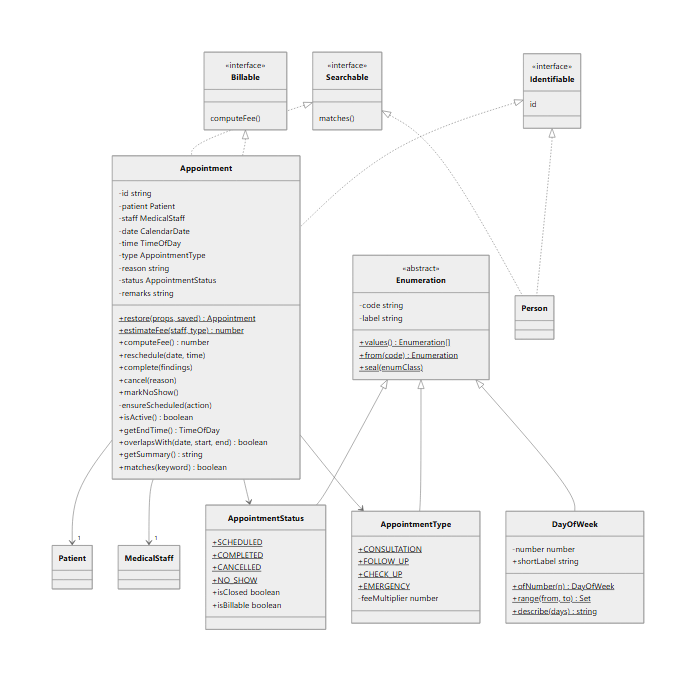 «interface»
Billable
computeFee()
«interface»
Searchable
matches()
«interface»
Identifiable
id
Appointment
-id string
-patient Patient
-staff MedicalStaff
-date CalendarDate
-time TimeOfDay
-type AppointmentType
-reason string
-status AppointmentStatus
-remarks string
+restore(props, saved) : Appointment
+estimateFee(staff, type) : number
+computeFee() : number
+reschedule(date, time)
+complete(findings)
+cancel(reason)
+markNoShow()
-ensureScheduled(action)
+isActive() : boolean
+getEndTime() : TimeOfDay
+overlapsWith(date, start, end) : boolean
+getSummary() : string
+matches(keyword) : boolean
«abstract»
Enumeration
-code string
-label string
+values() : Enumeration[]
+from(code) : Enumeration
+seal(enumClass)
Person
1
Patient
1
MedicalStaff
AppointmentStatus
+SCHEDULED
+COMPLETED
+CANCELLED
+NO_SHOW
+isClosed boolean
+isBillable boolean
AppointmentType
+CONSULTATION
+FOLLOW_UP
+CHECK_UP
+EMERGENCY
-feeMultiplier number
DayOfWeek
-number number
+shortLabel string
+ofNumber(n) : DayOfWeek
+range(from, to) : Set
+describe(days) : string